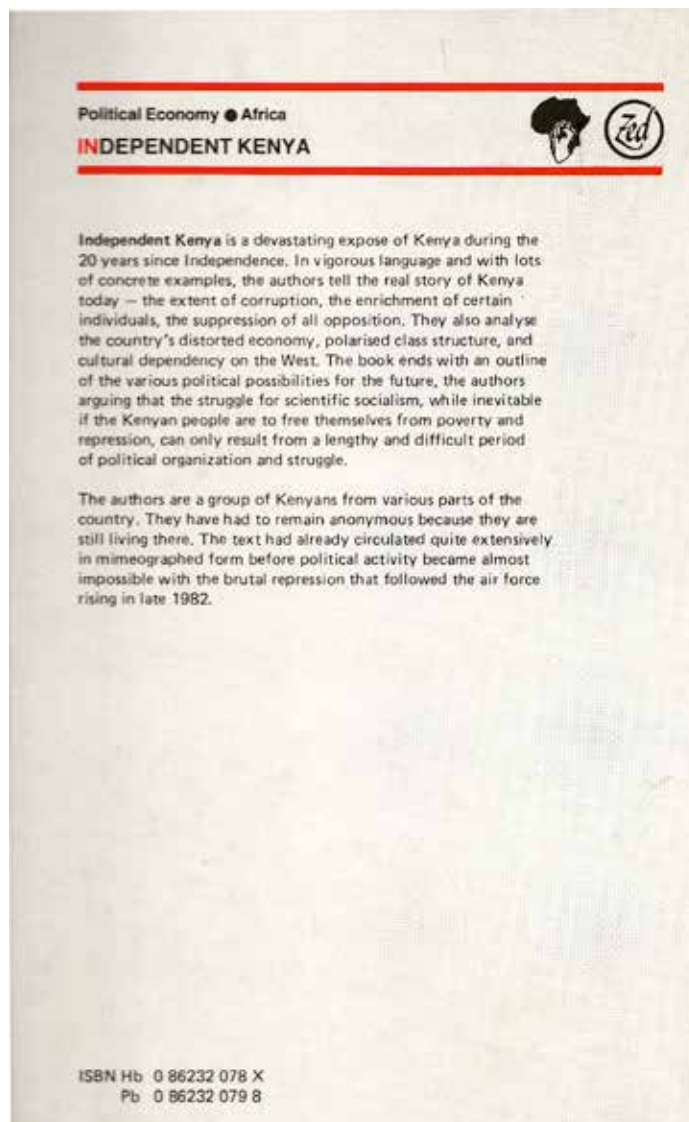 Political Economy ● Africa
INDEPENDENT KENYA
Zed
Independent Kenya is a devastating expose of Kenya during the
20 years since Independence. In vigorous language and with lots
of concrete examples, the authors tell the real story of Kenya
today — the extent of corruption, the enrichment of certain
individuals, the suppression of all opposition. They also analyse
the country's distorted economy, polarised class structure, and
cultural dependency on the West. The book ends with an outline
of the various political possibilities for the future, the authors
arguing that the struggle for scientific socialism, while inevitable
if the Kenyan people are to free themselves from poverty and
repression, can only result from a lengthy and difficult period
of political organization and struggle.
The authors are a group of Kenyans from various parts of the
country. They have had to remain anonymous because they are
still living there. The text had already circulated quite extensively
in mimeographed form before political activity became almost
impossible with the brutal repression that followed the air force
rising in late 1982.
ISBN Hb 0 86232 078 X
Pb 0 86232 079 8